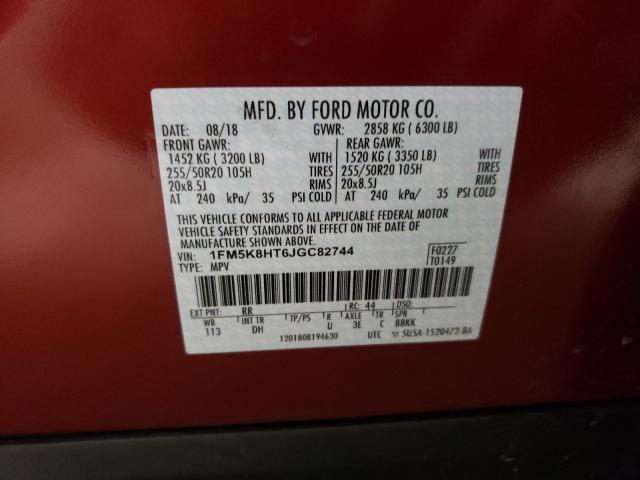 MFD. BY FORD MOTOR CO.
DATE: 08/18 GVWR: 2858 KG ( 6300 LB)
FRONT GAWR: REAR GAWR:
1452 KG ( 3200 LB) WITH 1520 KG ( 3350 LB) WITH
255/50R20 105H TIRES 255/50R20 105H TIRES
20x8.5J RIMS 20x8.5J RIMS
AT 240 kPa/ 35 PSI COLD AT 240 kPa/ 35 PSI COLD
THIS VEHICLE CONFORMS TO ALL APPLICABLE FEDERAL MOTOR
VEHICLE SAFETY STANDARDS IN EFFECT ON THE DATE OF
MANUFACTURE SHOWN ABOVE.
VIN: 1FM5K8HT6JGC82744 F0227
TYPE: MPV T0149
EXT PNT: RR RC: 44 DSO:
WB INT TR TP/PS R AXLE TR SPR
113 DH U 3E C BBKK
1201808194630 UTC 5USA-1520472-BA